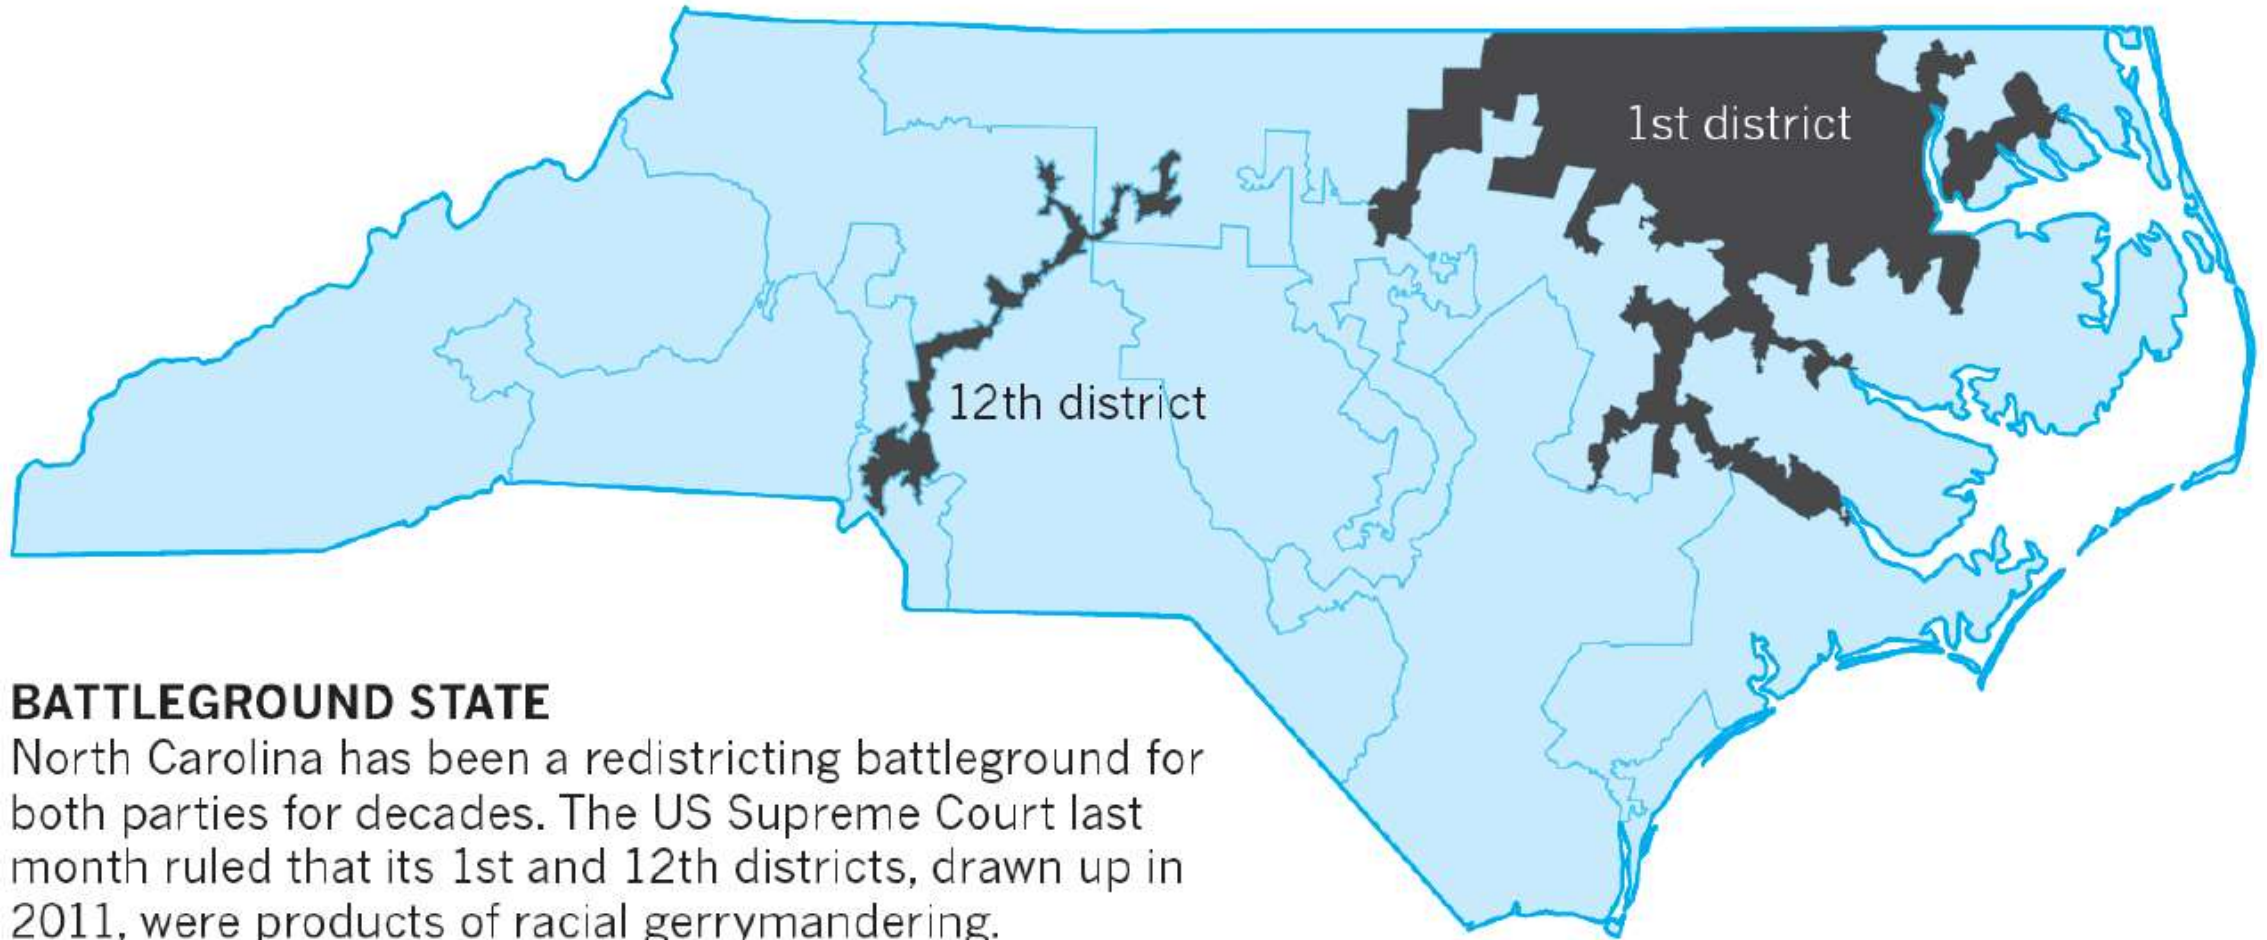 1st district
12th district
BATTLEGROUND STATE
North Carolina has been a redistricting battleground for
both parties for decades. The US Supreme Court last
month ruled that its 1st and 12th districts, drawn up in
2011, were products of racial gerrymandering.